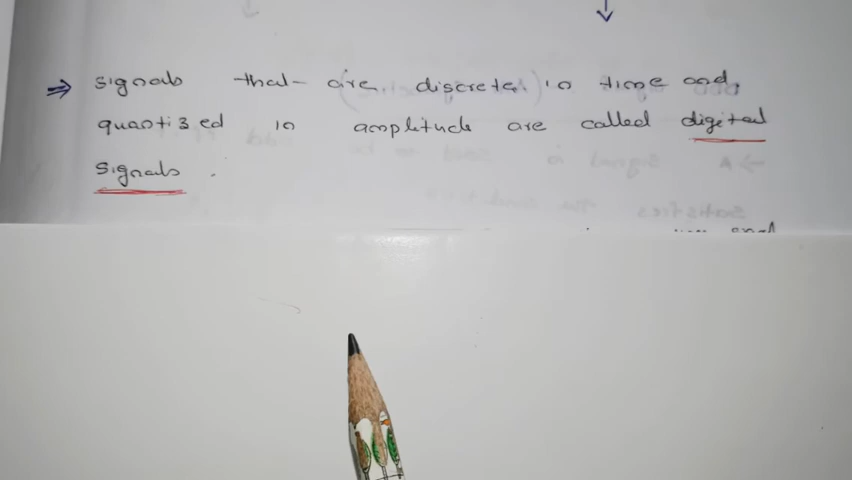 ⇒ signals that are discrete in time and,
quantized in amplitude are called digital
signals .